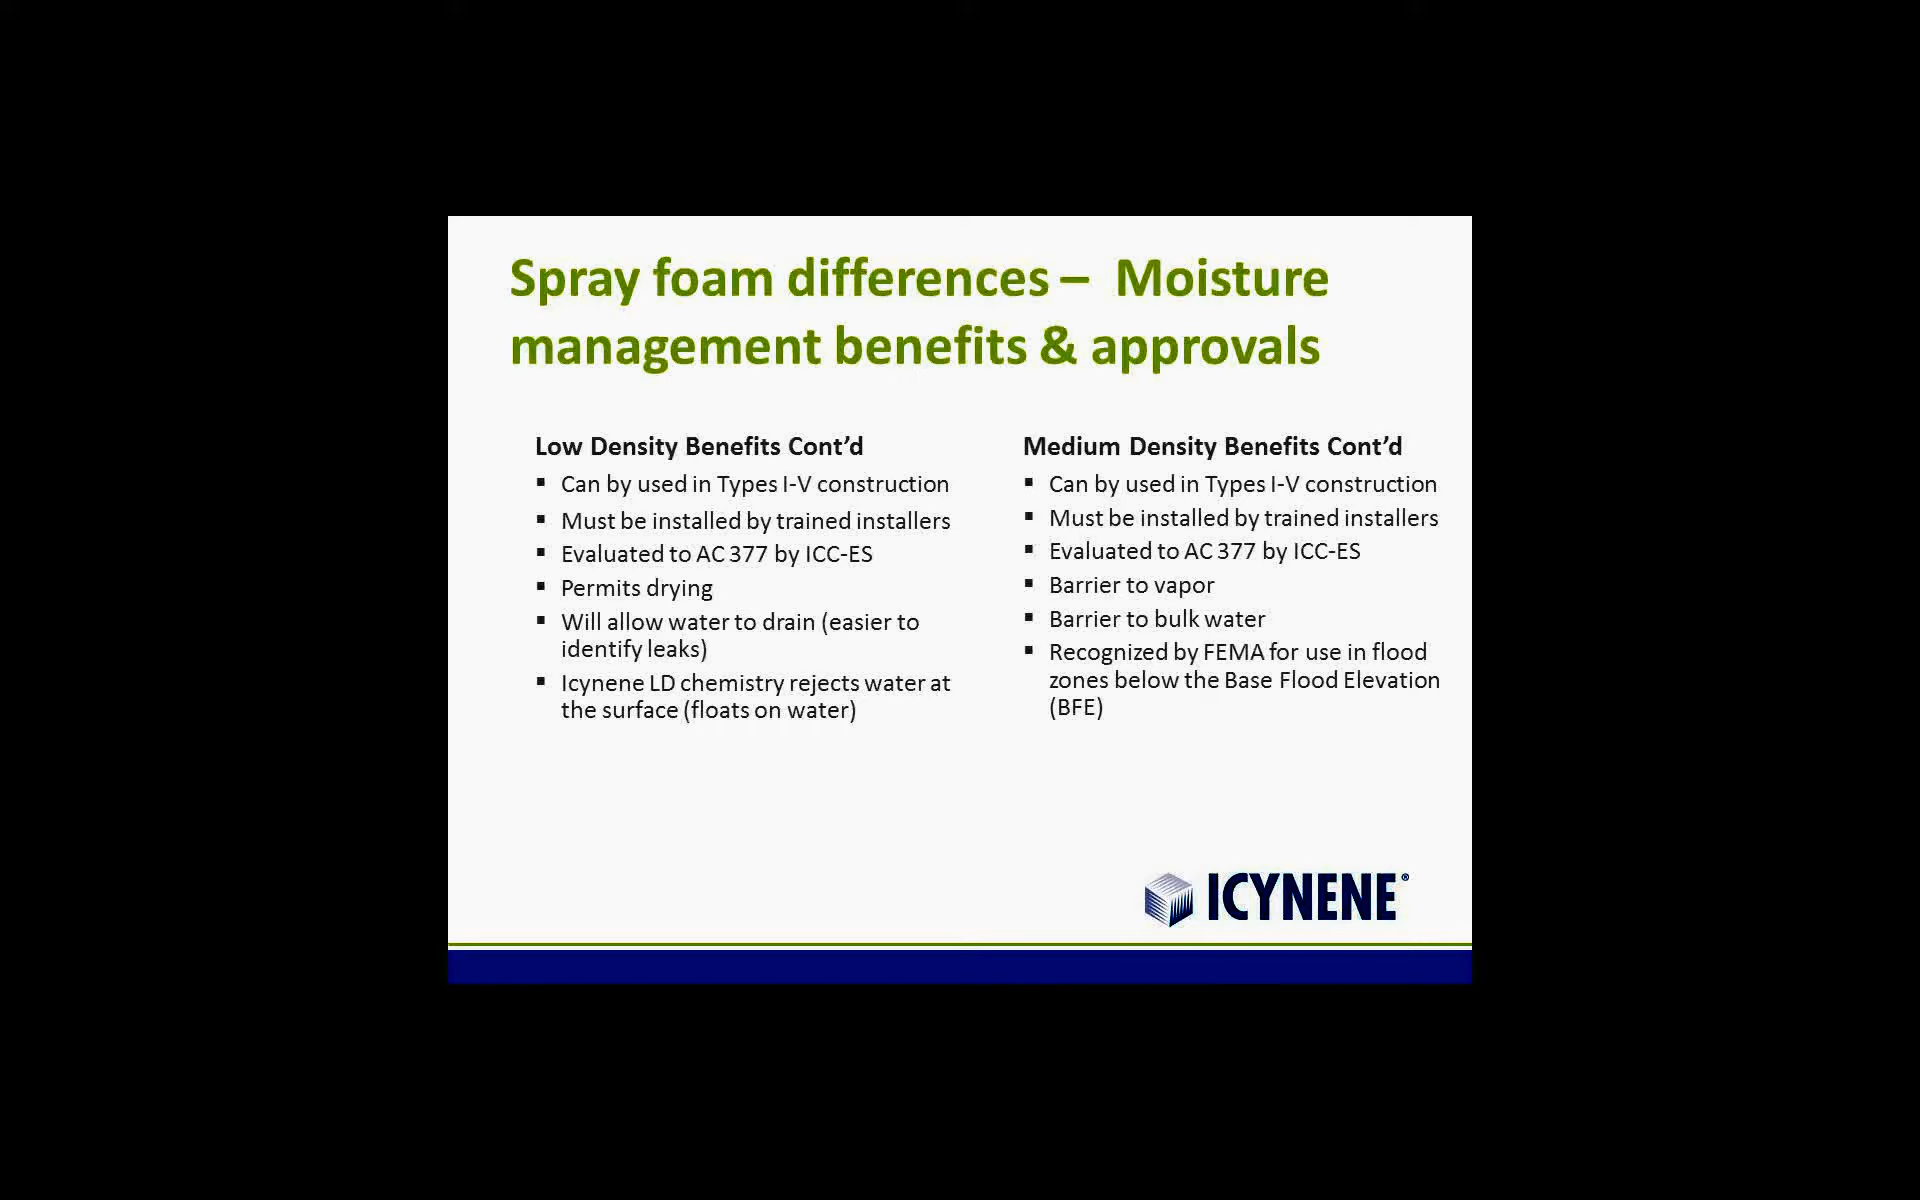 Spray foam differences – Moisture
management benefits & approvals
Low Density Benefits Cont’d
▪ Can by used in Types I-V construction
▪ Must be installed by trained installers
▪ Evaluated to AC 377 by ICC-ES
▪ Permits drying
▪ Will allow water to drain (easier to
identify leaks)
▪ Icynene LD chemistry rejects water at
the surface (floats on water)
Medium Density Benefits Cont’d
▪ Can by used in Types I-V construction
▪ Must be installed by trained installers
▪ Evaluated to AC 377 by ICC-ES
▪ Barrier to vapor
▪ Barrier to bulk water
▪ Recognized by FEMA for use in flood
zones below the Base Flood Elevation
(BFE)
ICYNENE®